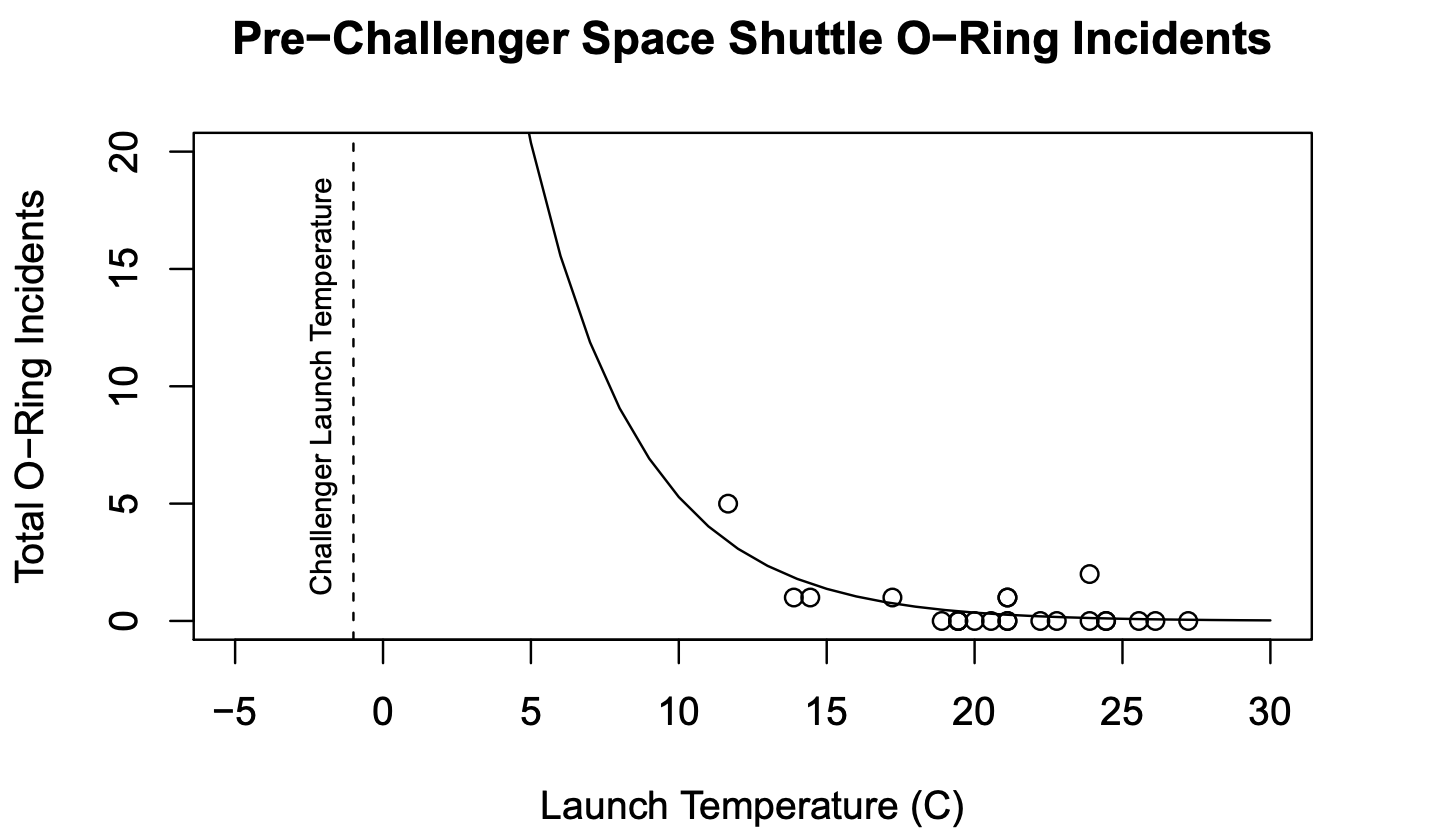 Pre−Challenger Space Shuttle O−Ring Incidents
Total O−Ring Incidents
20
15
10
5
0
Challenger Launch Temperature
−5 0 5 10 15 20 25 30
Launch Temperature (C)